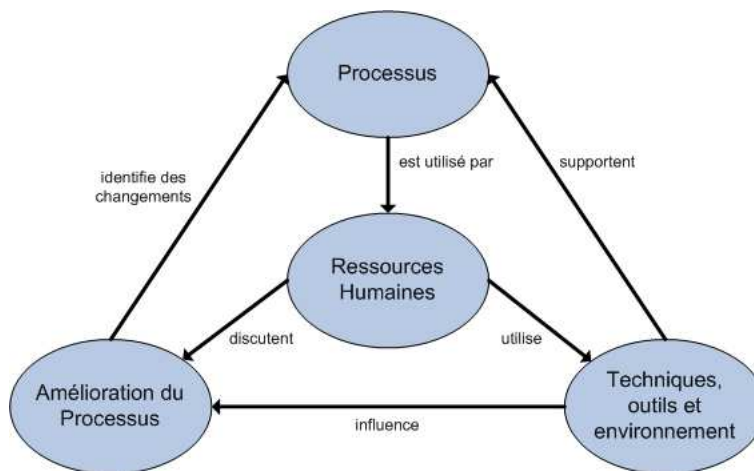 Processus
est utilisé par
supportent
identifie des
changements
Ressources
Humaines
discutent
utilise
Amélioration du
Processus
influence
Techniques,
outils et
environnement